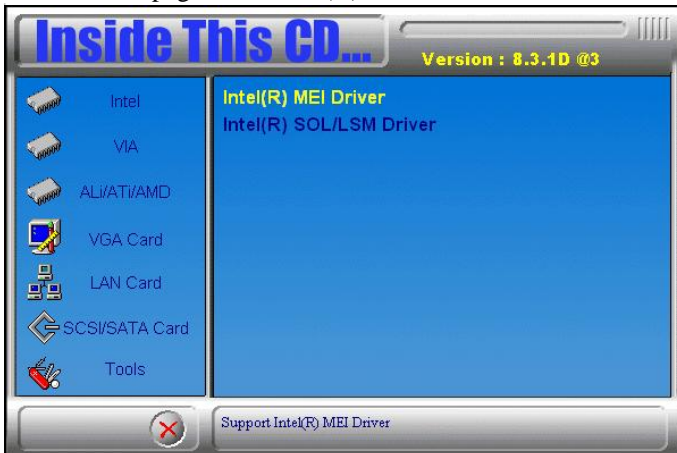 Inside This CD...
Version : 8.3.1D @3
Intel
VIA
ALi/ATi/AMD
VGA Card
LAN Card
SCSI/SATA Card
Tools
Intel(R) MEI Driver
Intel(R) SOL/LSM Driver
Support Intel(R) MEI Driver